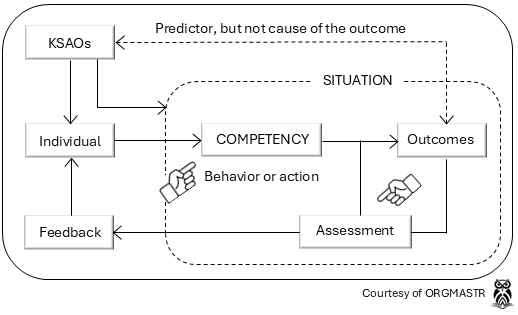 Predictor, but not cause of the outcome
KSAOs
SITUATION
Individual
COMPETENCY
Outcomes
Behavior or action
Feedback
Assessment
Courtesy of ORGMASTR